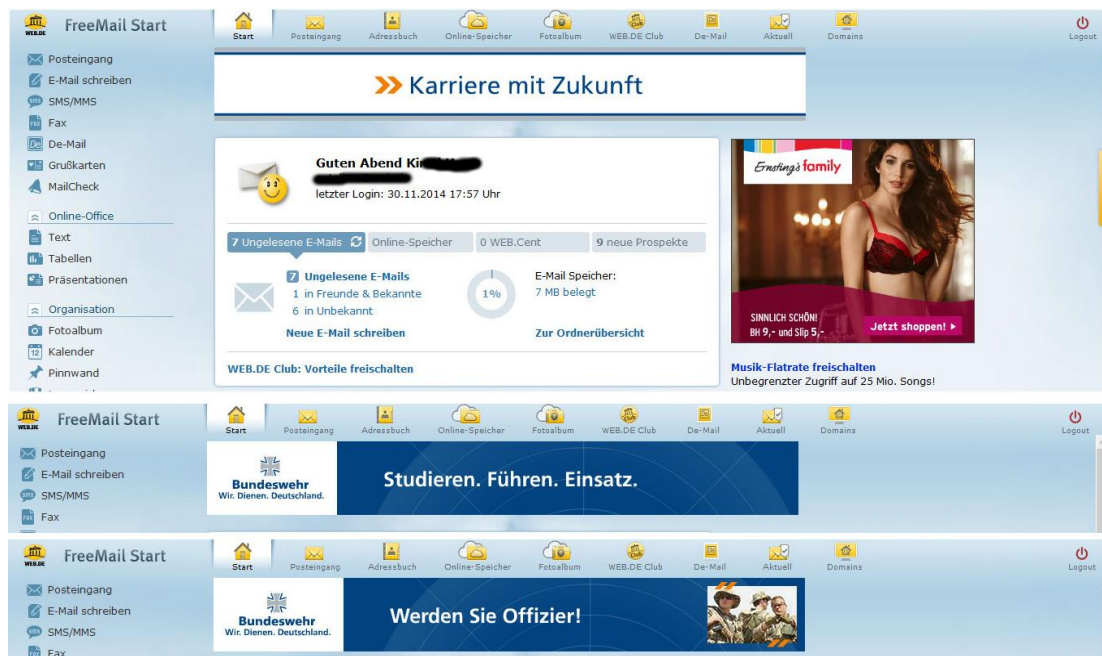 WEB.DE FreeMail Start
Start Posteingang Adressbuch Online-Speicher Fotoalbum WEB.DE Club De-Mail Aktuell Domains Logout
Posteingang
E-Mail schreiben
SMS/MMS
Fax
De-Mail
Grußkarten
MailCheck
Online-Office
Text
Tabellen
Präsentationen
Organisation
Fotoalbum
12 Kalender
Pinnwand
Karriere mit Zukunft
Guten Abend
letzter Login: 30.11.2014 17:57 Uhr
7 Ungelesene E-Mails Online-Speicher 0 WEB.Cent 9 neue Prospekte
7 Ungelesene E-Mails
1 in Freunde & Bekannte
6 in Unbekannt
Neue E-Mail schreiben
1%
E-Mail Speicher:
7 MB belegt
Zur Ordnerübersicht
WEB.DE Club: Vorteile freischalten
Ernsting's family
SINNLICH SCHÖN!
BH 9,- und Slip 5,-
Jetzt shoppen!
Musik-Flatrate freischalten
Unbegrenzter Zugriff auf 25 Mio. Songs!
WEB.DE FreeMail Start
Start Posteingang Adressbuch Online-Speicher Fotoalbum WEB.DE Club De-Mail Aktuell Domains Logout
Posteingang
E-Mail schreiben
SMS/MMS
Fax
Bundeswehr
Wir. Dienen. Deutschland.
Studieren. Führen. Einsatz.
WEB.DE FreeMail Start
Start Posteingang Adressbuch Online-Speicher Fotoalbum WEB.DE Club De-Mail Aktuell Domains Logout
Posteingang
E-Mail schreiben
SMS/MMS
Fax
Bundeswehr
Wir. Dienen. Deutschland.
Werden Sie Offizier!